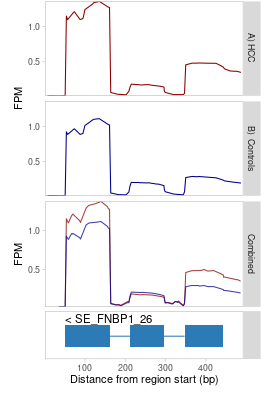 FPM
1.0
0.5
A) HCC
1.0
0.5
B) Controls
FPM
1.0
0.5
Combined
< SE_FNBP1_26
100 200 300 400
Distance from region start (bp)